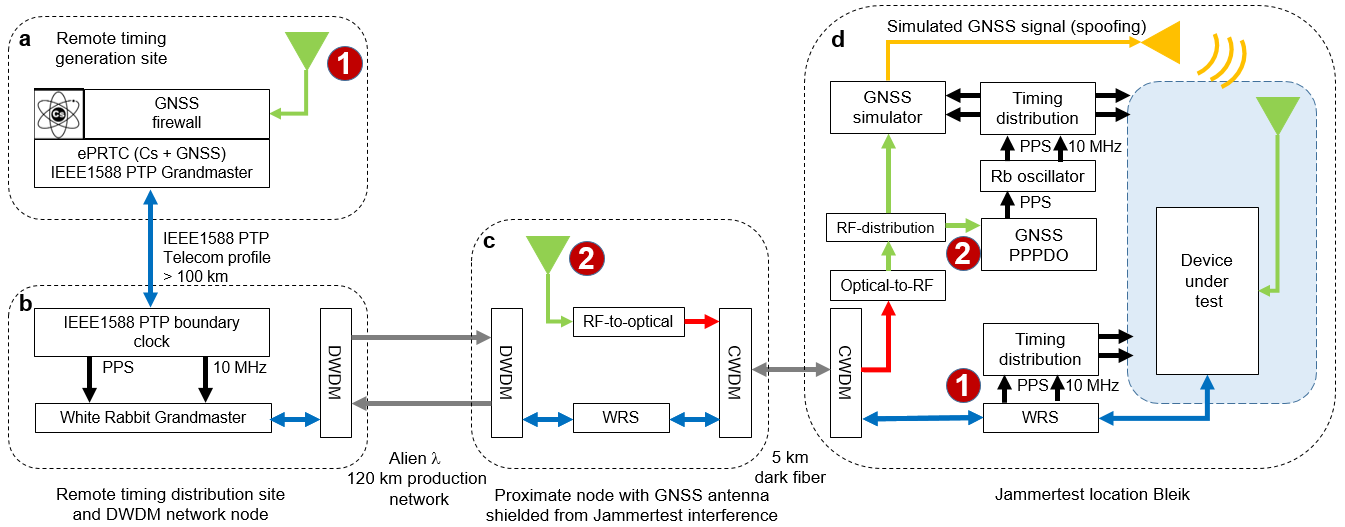 a
Remote timing
generation site
1
GNSS
firewall
Cs
ePRTC (Cs + GNSS)
IEEE1588 PTP Grandmaster
IEEE1588 PTP
Telecom profile
> 100 km
b
IEEE1588 PTP boundary
clock
PPS
10 MHz
White Rabbit Grandmaster
DWDM
Remote timing distribution site
and DWDM network node
Alien λ
120 km production
network
c
2
RF-to-optical
DWDM
CWDM
WRS
Proximate node with GNSS antenna
shielded from Jammertest interference
5 km
dark fiber
d
Simulated GNSS signal (spoofing)
GNSS
simulator
Timing
distribution
PPS
10 MHz
Rb oscillator
PPS
RF-distribution
2
GNSS
PPPDO
Optical-to-RF
CWDM
Timing
distribution
1
PPS
10 MHz
WRS
Device
under
test
Jammertest location Bleik